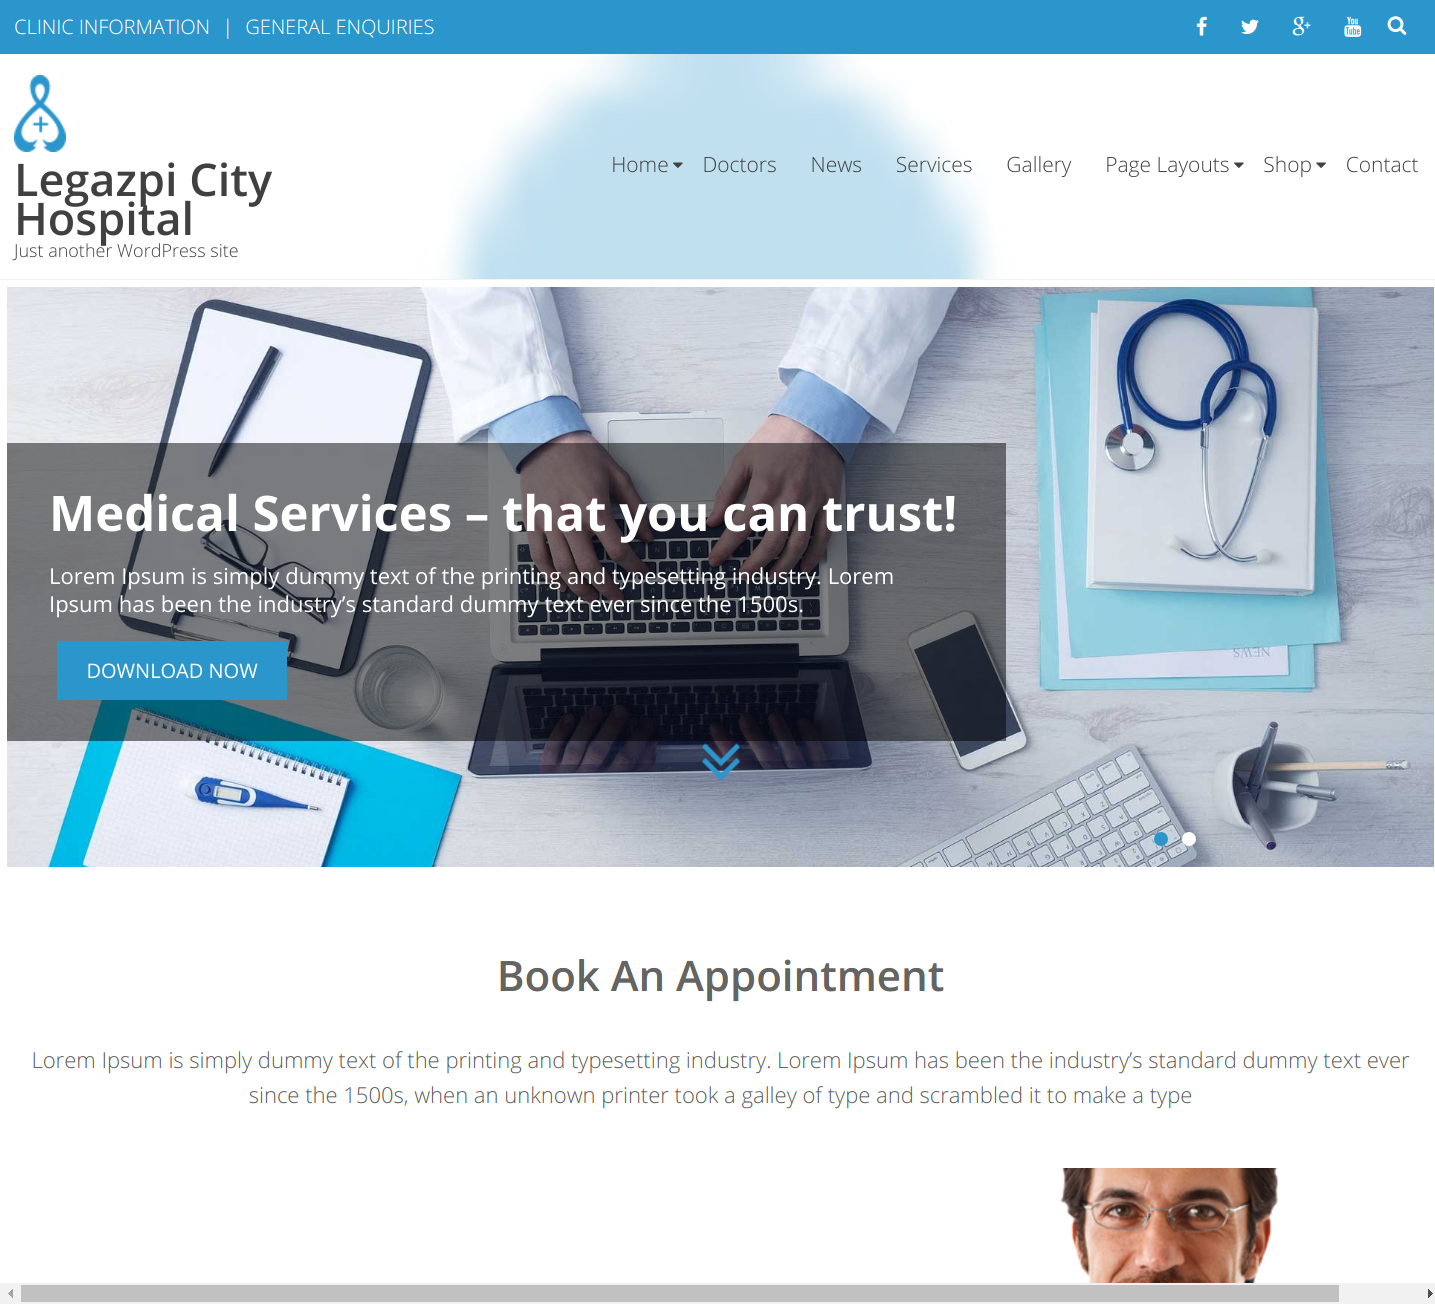 CLINIC INFORMATION | GENERAL ENQUIRIES
Legazpi City
Hospital
Just another WordPress site
Home Doctors News Services Gallery Page Layouts Shop Contact
Medical Services – that you can trust!
Lorem Ipsum is simply dummy text of the printing and typesetting industry. Lorem
Ipsum has been the industry’s standard dummy text ever since the 1500s.
DOWNLOAD NOW
NEWS
Book An Appointment
Lorem Ipsum is simply dummy text of the printing and typesetting industry. Lorem Ipsum has been the industry’s standard dummy text ever
since the 1500s, when an unknown printer took a galley of type and scrambled it to make a type